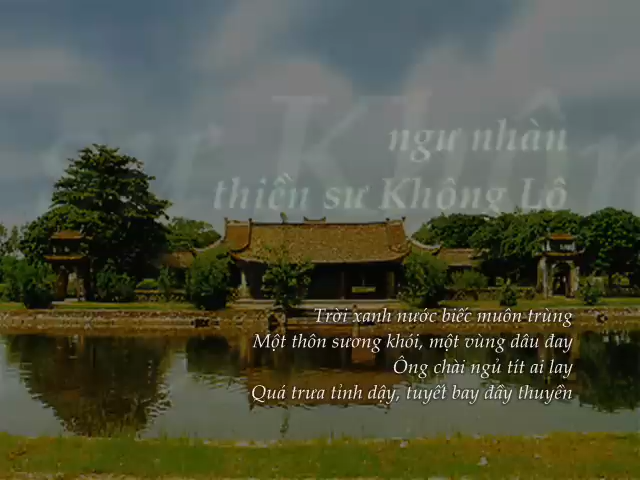 ngư nhàn
thiền sư Không Lộ
Trời xanh nước biếc muôn trùng
Một thôn sương khói, một vùng dâu đay
Ông chài ngủ tít ai lay
Quá trưa tỉnh dậy, tuyết bay đầy thuyền